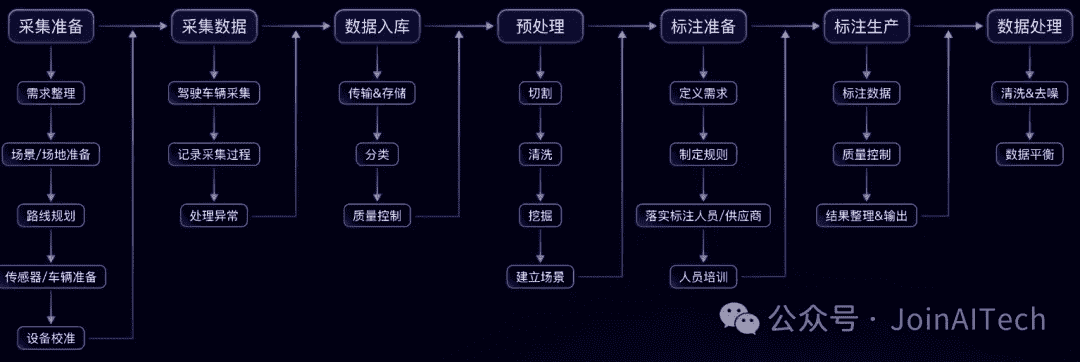 采集准备
采集数据
数据入库
预处理
标注准备
标注生产
数据处理
需求整理
驾驶车辆采集
传输&存储
切割
定义需求
标注数据
清洗&去噪
场景/场地准备
记录采集过程
分类
清洗
制定规则
质量控制
数据平衡
路线规划
处理异常
质量控制
挖掘
落实标注人员/供应商
结果整理&输出
传感器/车辆准备
建立场景
人员培训
设备校准
公众号 · JoinAITech